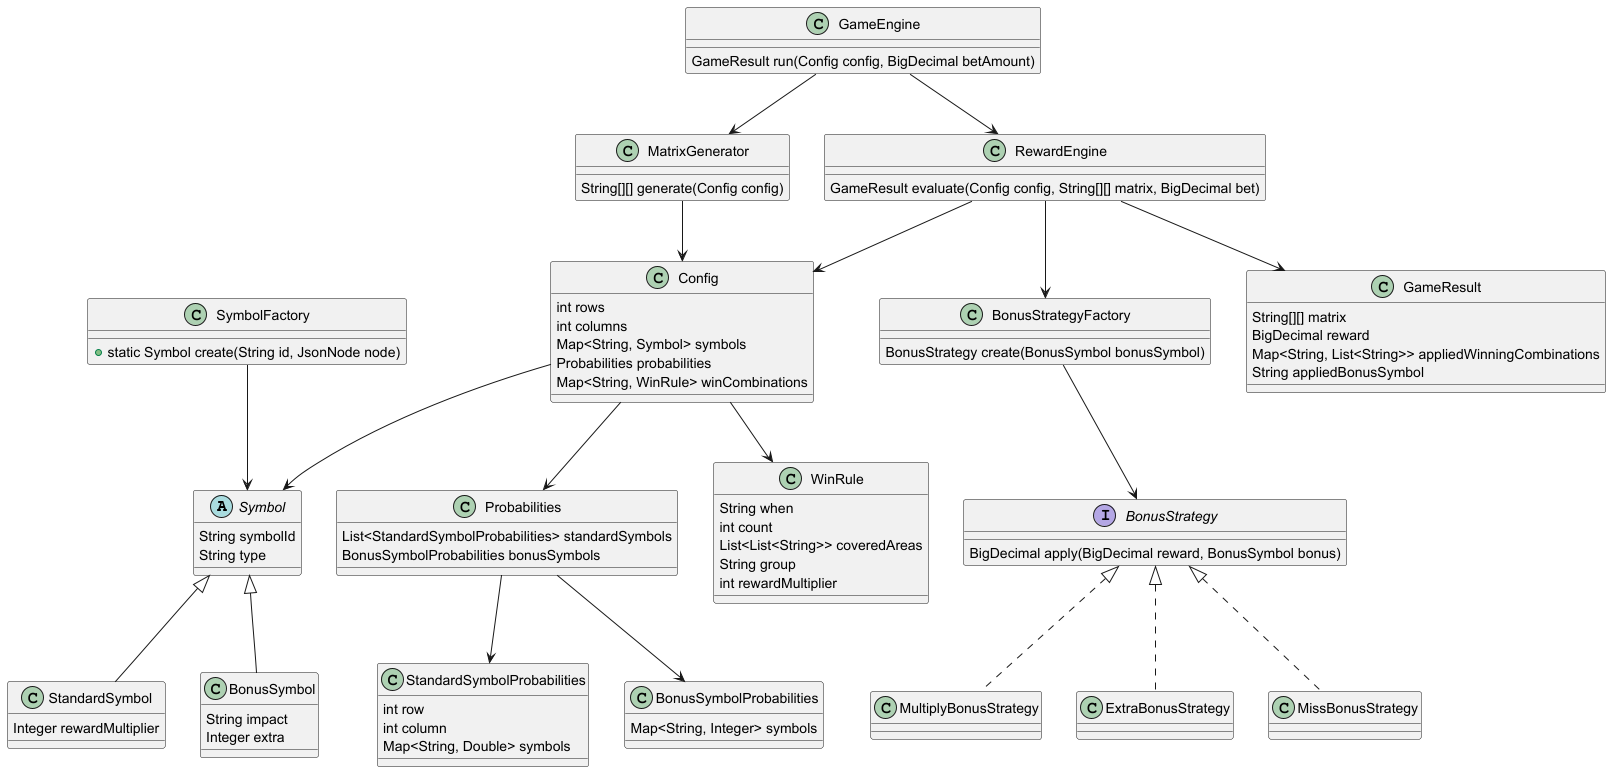 C GameEngine
GameResult run(Config config, BigDecimal betAmount)
C MatrixGenerator
String[][] generate(Config config)
C RewardEngine
GameResult evaluate(Config config, String[][] matrix, BigDecimal bet)
C SymbolFactory
static Symbol create(String id, JsonNode node)
C Config
int rows
int columns
Map<String, Symbol> symbols
Probabilities probabilities
Map<String, WinRule> winCombinations
C BonusStrategyFactory
BonusStrategy create(BonusSymbol bonusSymbol)
C GameResult
String[][] matrix
BigDecimal reward
Map<String, List<String>> appliedWinningCombinations
String appliedBonusSymbol
A Symbol
String symbolId
String type
C Probabilities
List<StandardSymbolProbabilities> standardSymbols
BonusSymbolProbabilities bonusSymbols
C WinRule
String when
int count
List<List<String>> coveredAreas
String group
int rewardMultiplier
I BonusStrategy
BigDecimal apply(BigDecimal reward, BonusSymbol bonus)
C StandardSymbol
Integer rewardMultiplier
C BonusSymbol
String impact
Integer extra
C StandardSymbolProbabilities
int row
int column
Map<String, Double> symbols
C BonusSymbolProbabilities
Map<String, Integer> symbols
C MultiplyBonusStrategy
C ExtraBonusStrategy
C MissBonusStrategy